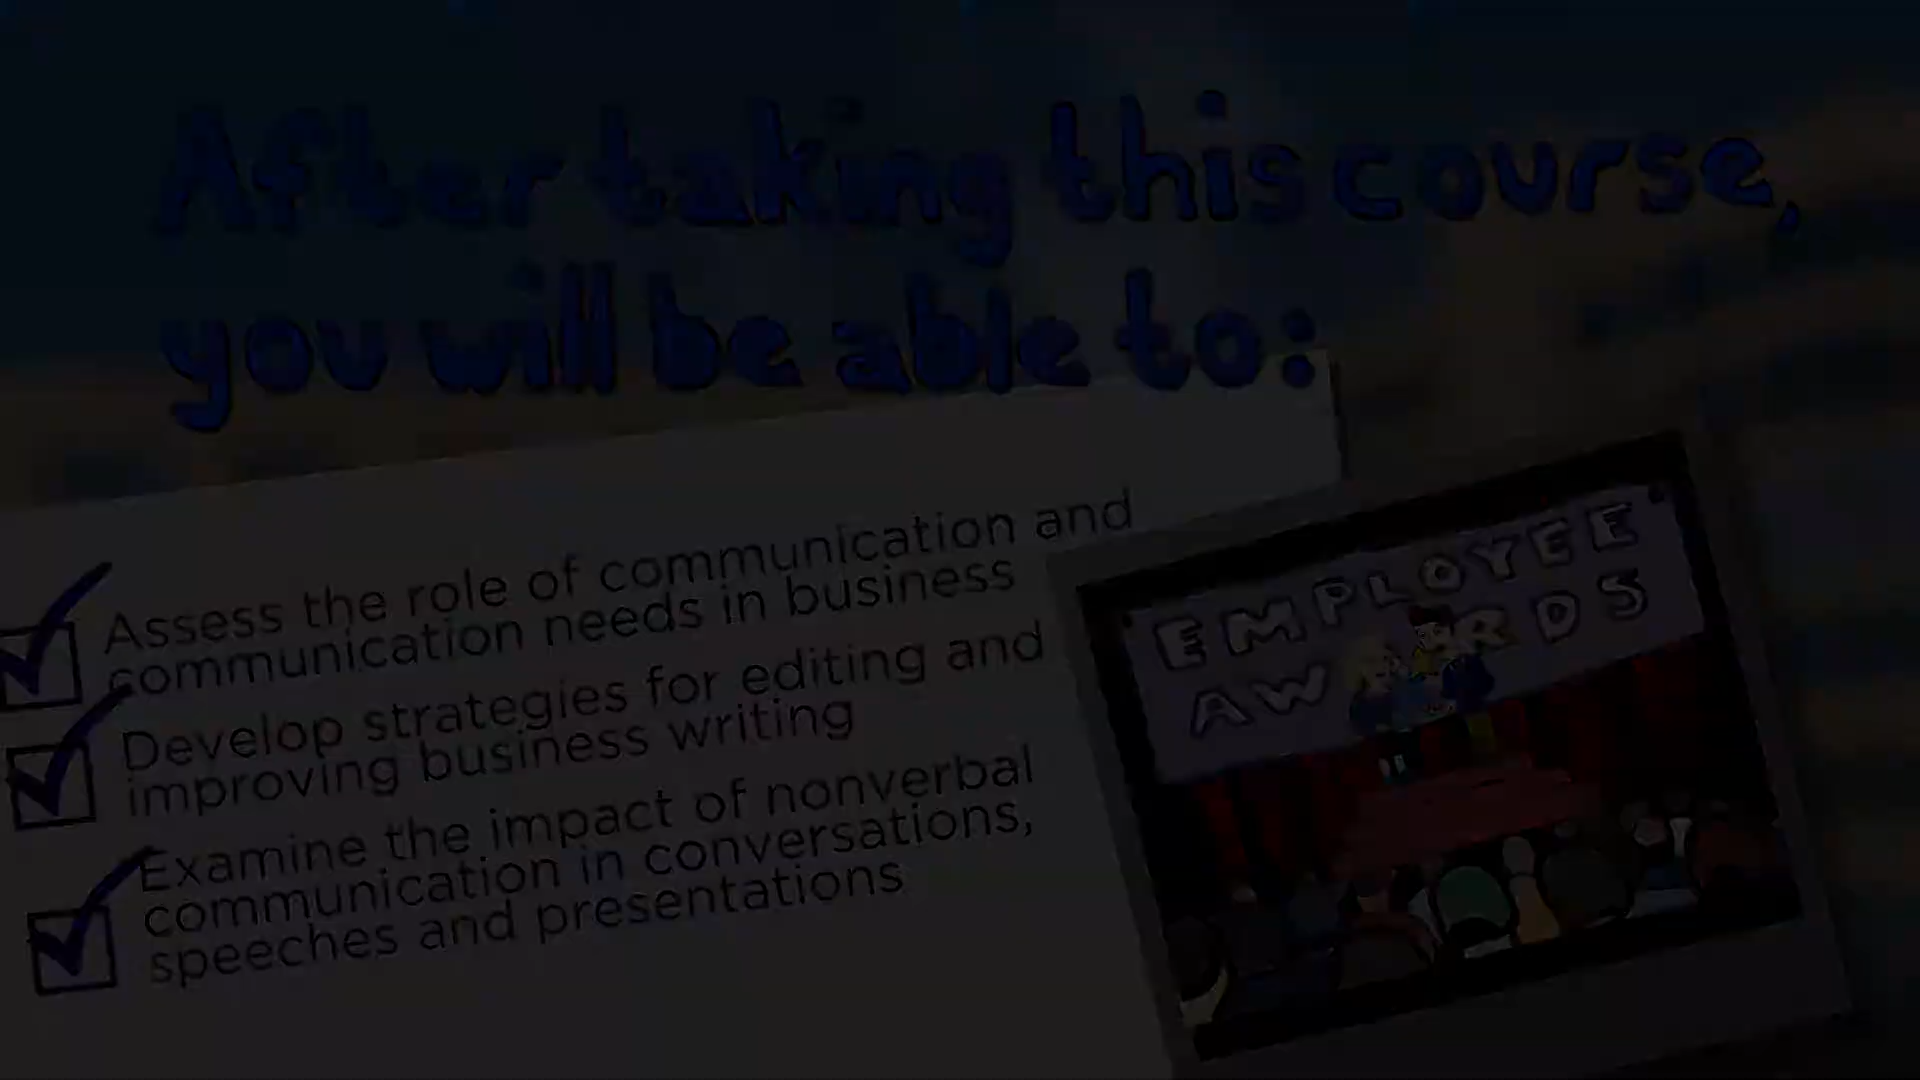 After taking this course,
you will be able to:
Assess the role of communication and
communication needs in business
Develop strategies for editing and
improving business writing
Examine the impact of nonverbal
communication in conversations,
speeches and presentations
EMPLOYEE
AWARDS